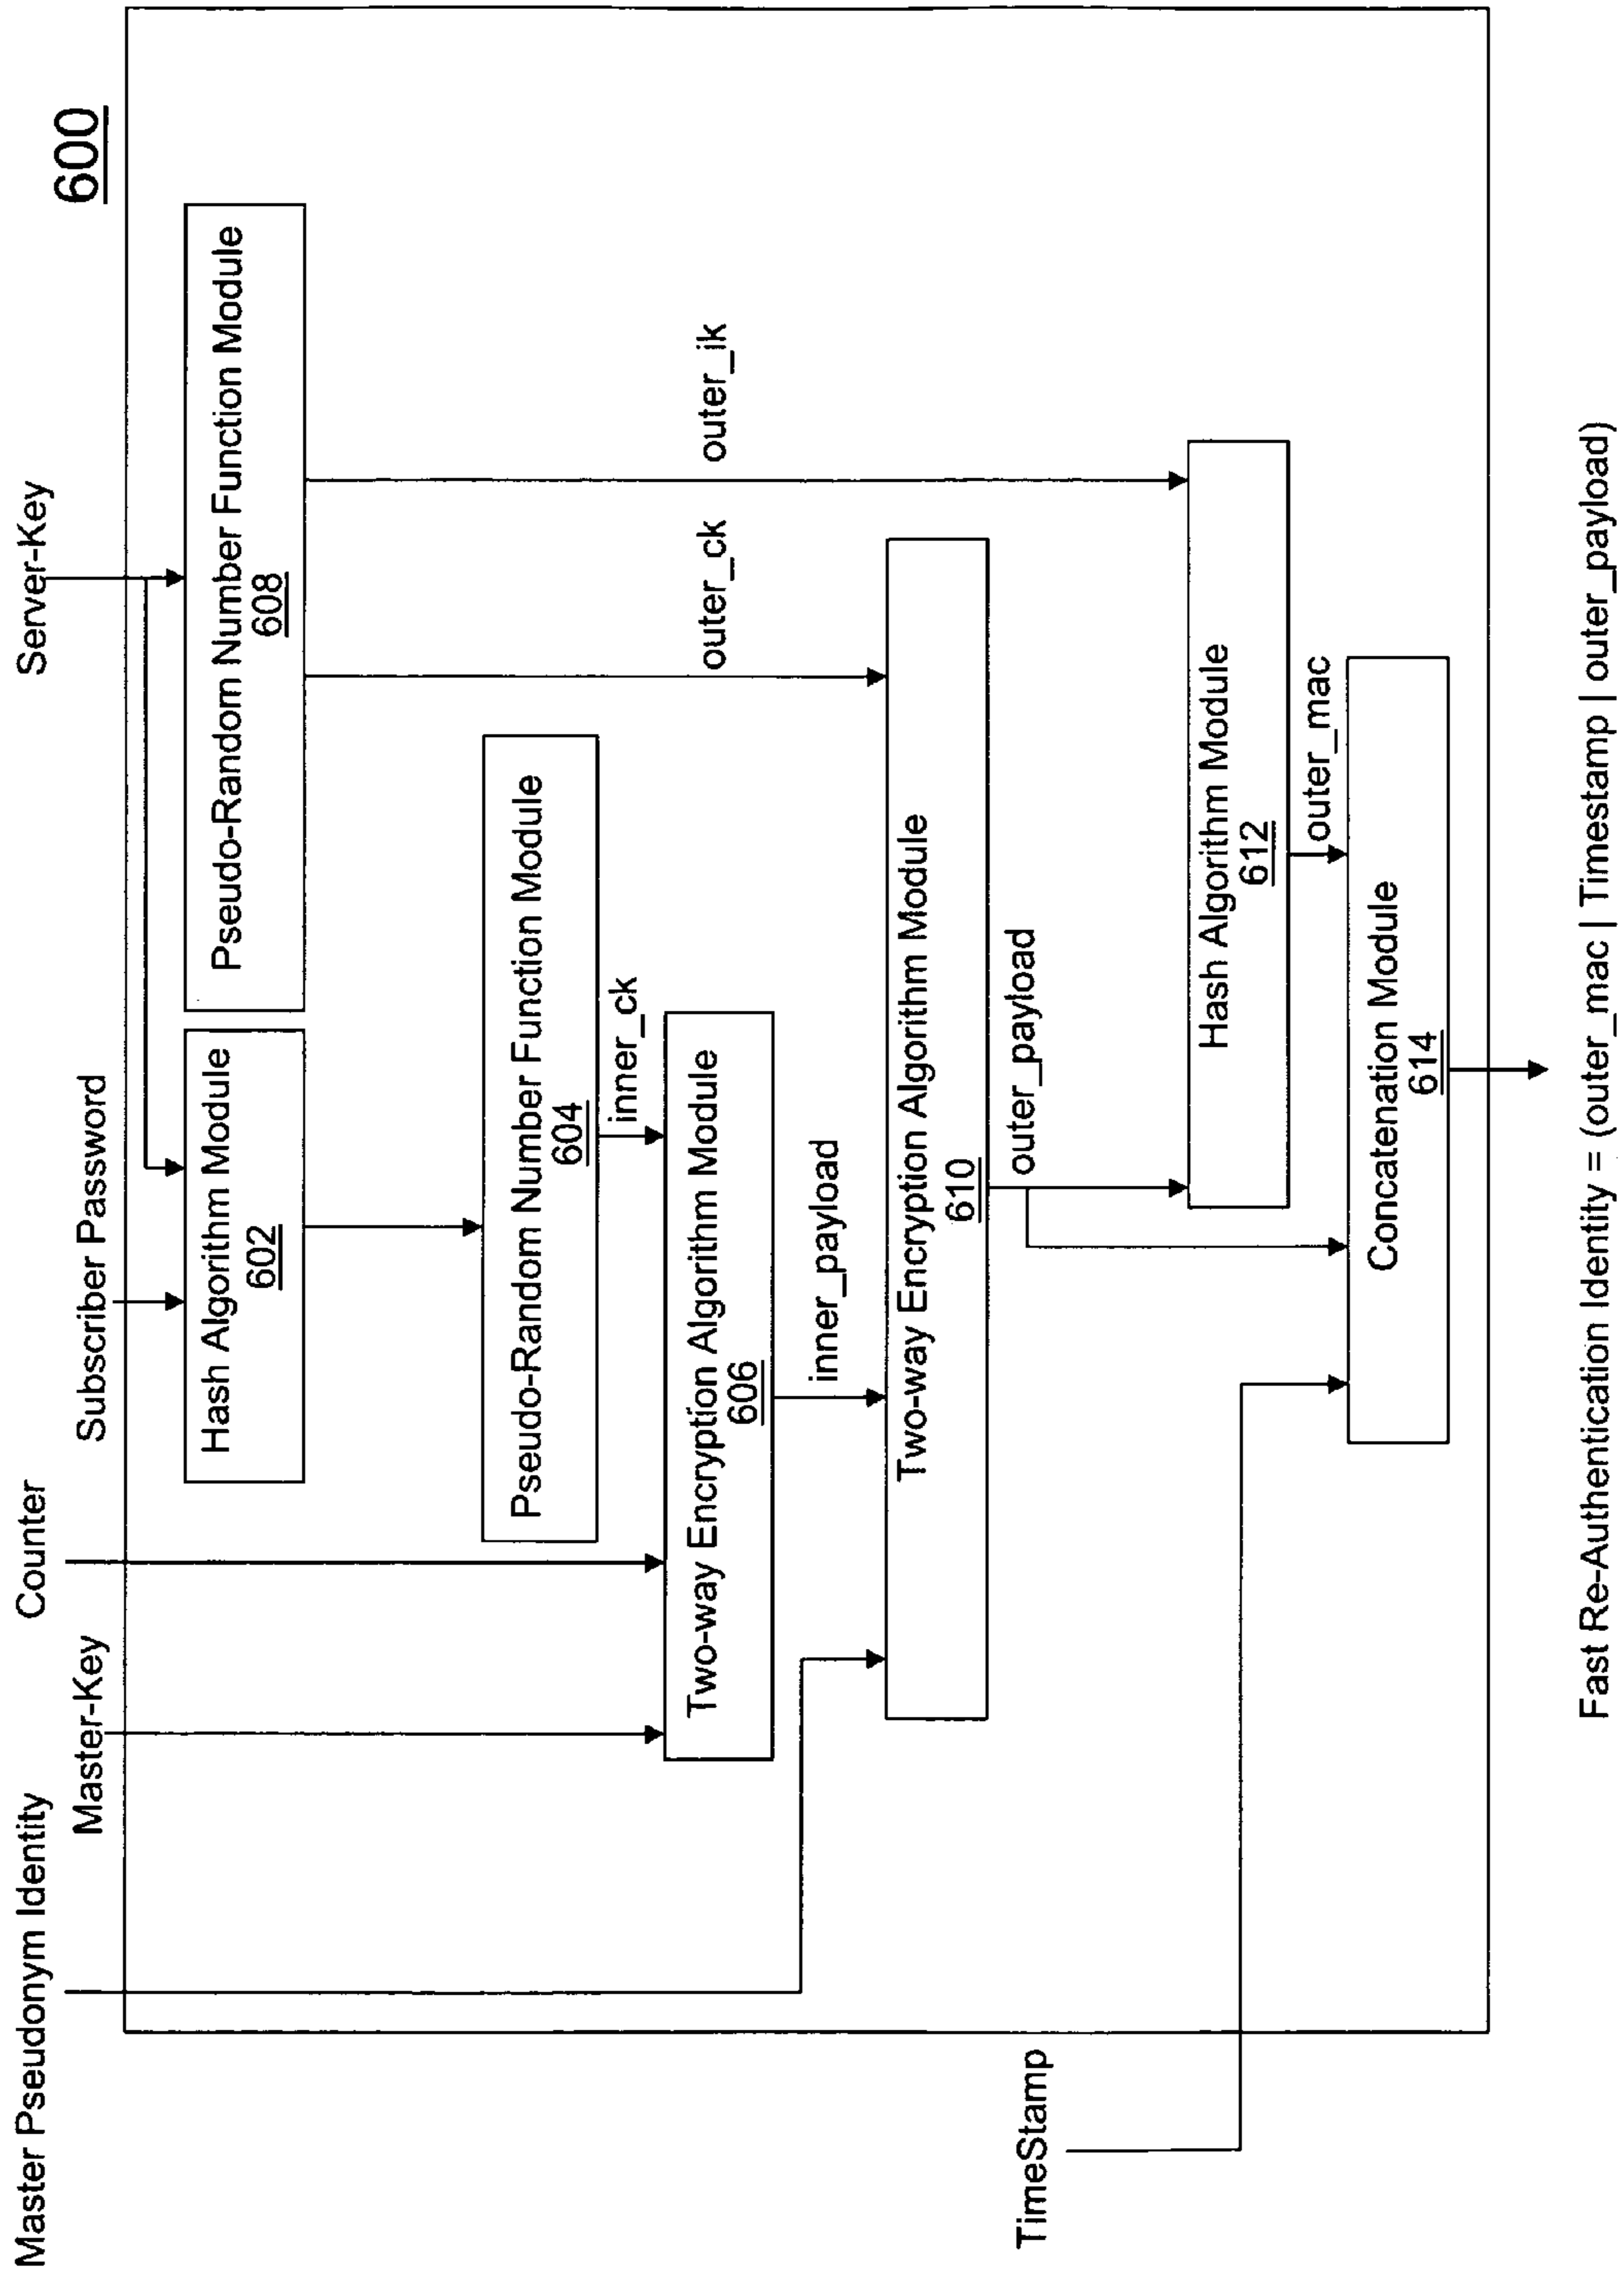 600
Master Pseudonym Identity
Master-Key
Counter
Subscriber Password
Server-Key
Hash Algorithm Module
602
Pseudo-Random Number Function Module
608
Pseudo-Random Number Function Module
604
inner_ck
outer_ck
outer_ik
Two-way Encryption Algorithm Module
606
inner_payload
Two-way Encryption Algorithm Module
610
outer_payload
TimeStamp
Hash Algorithm Module
612
outer_mac
Concatenation Module
614
Fast Re-Authentication Identity = (outer_mac | Timestamp | outer_payload)